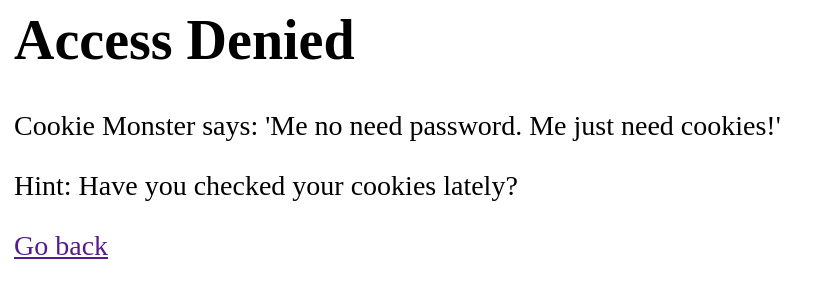 Access Denied
Cookie Monster says: 'Me no need password. Me just need cookies!'
Hint: Have you checked your cookies lately?
Go back